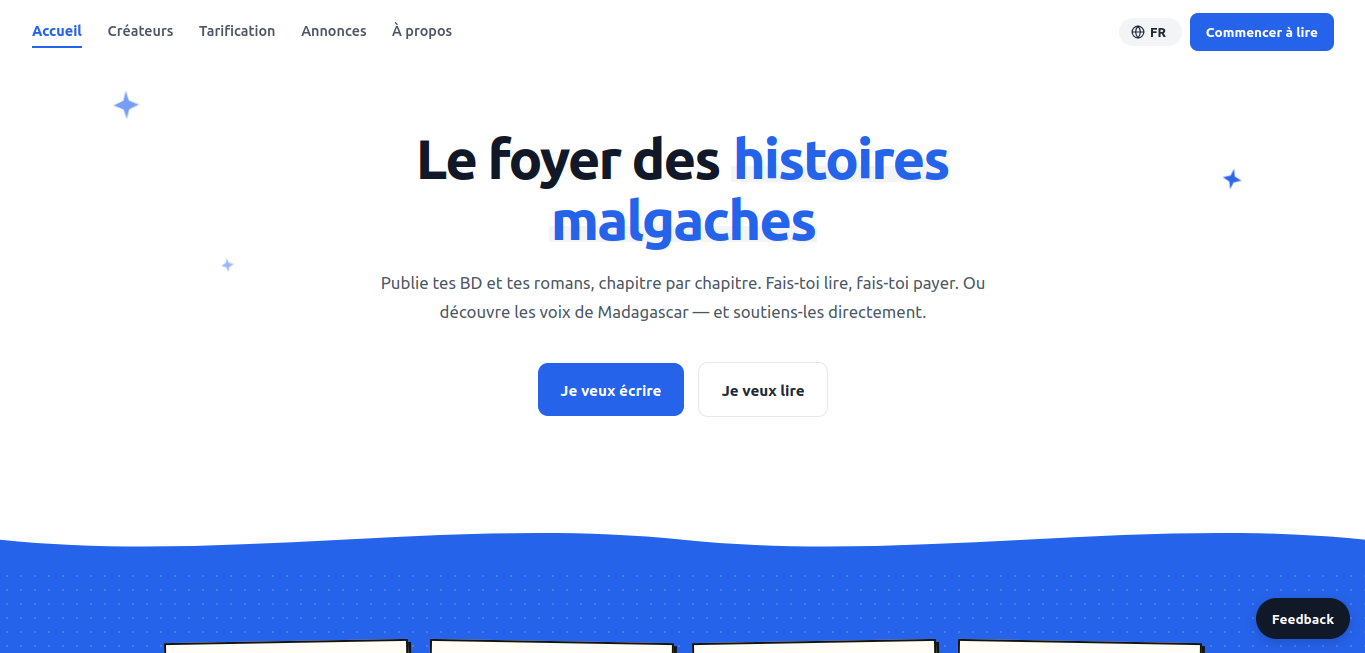 Accueil
Créateurs
Tarification
Annonces
À propos
FR
Commencer à lire
Le foyer des histoires
malgaches
Publie tes BD et tes romans, chapitre par chapitre. Fais-toi lire, fais-toi payer. Ou
découvre les voix de Madagascar — et soutiens-les directement.
Je veux écrire
Je veux lire
Feedback